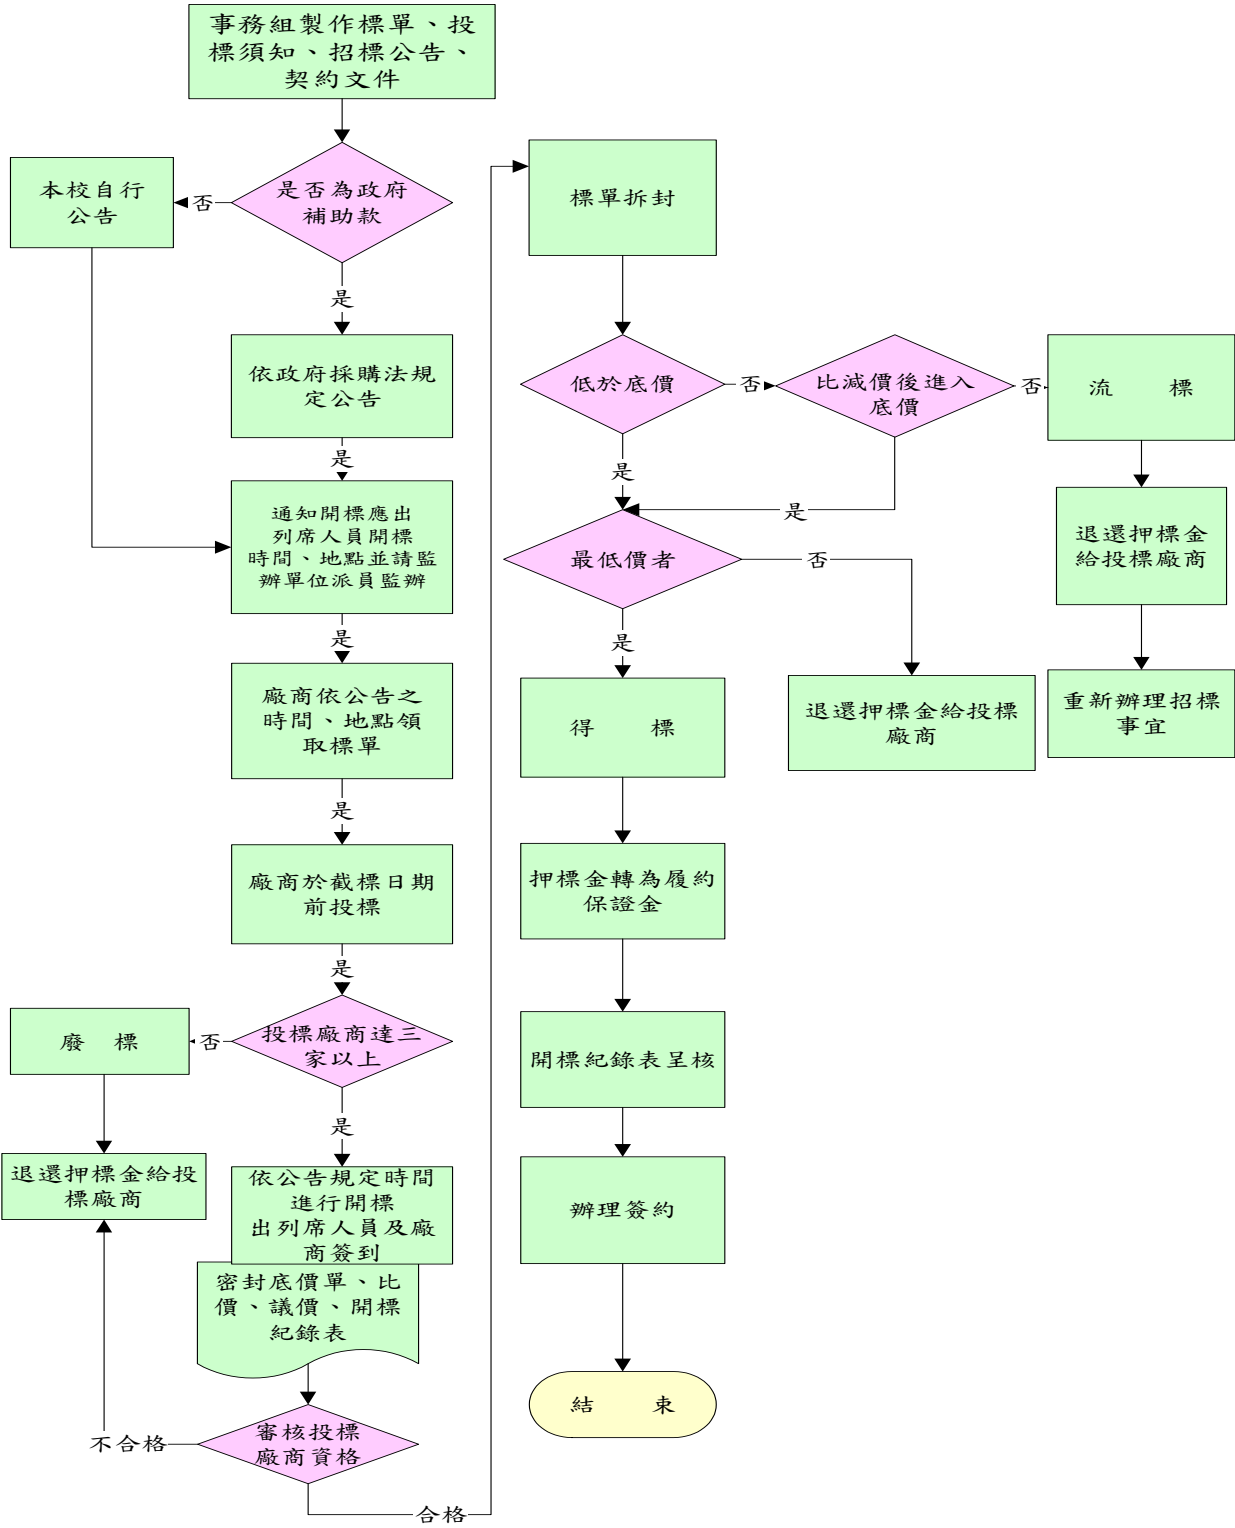 事務組製作標單、投
標須知、招標公告、
契約文件
是否為政府
補助款
否
本校自行
公告
是
依政府採購法規
定公告
是
通知開標應出
列席人員開標
時間、地點並請監
辦單位派員監辦
是
廠商依公告之
時間、地點領
取標單
是
廠商於截標日期
前投標
是
投標廠商達三
家以上
否
廢 標
退還押標金給投
標廠商
是
依公告規定時間
進行開標
出列席人員及廠
商簽到
密封底價單、比
價、議價、開標
紀錄表
審核投標
廠商資格
不合格
合格
標單拆封
低於底價
否
比減價後進入
底價
否
流 標
退還押標金
給投標廠商
重新辦理招標
事宜
是
是
最低價者
否
退還押標金給投標
廠商
是
得 標
押標金轉為履約
保證金
開標紀錄表呈核
辦理簽約
結 束